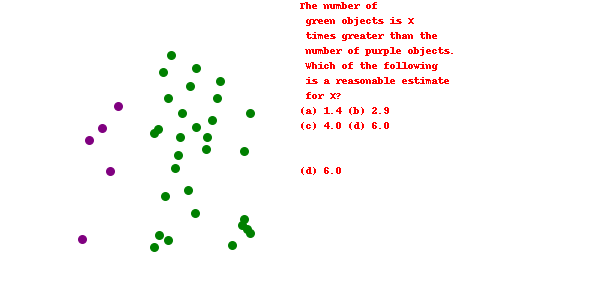 The number of
green objects is X
times greater than the
number of purple objects.
Which of the following
is a reasonable estimate
for X?
(a) 1.4 (b) 2.9
(c) 4.0 (d) 6.0
(d) 6.0